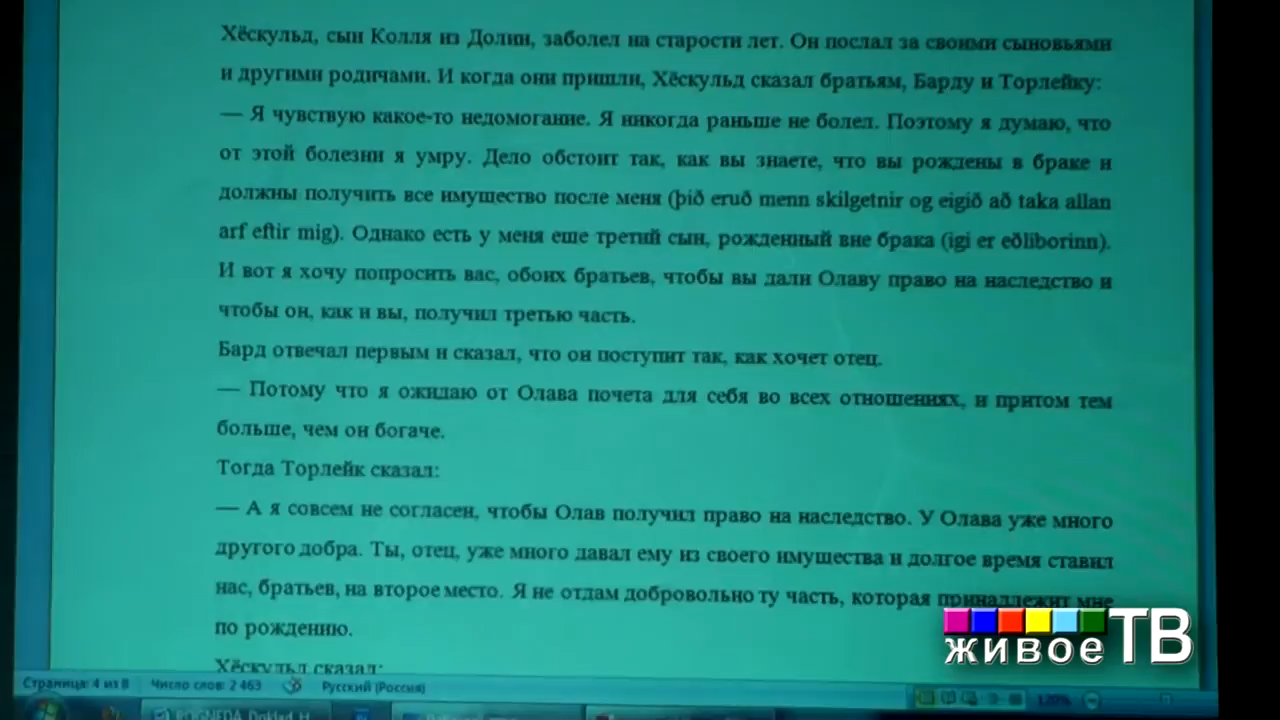 Хёскульд, сын Колля из Долин, заболел на старости лет. Он послал за своими сыновьями
и другими родичами. И когда они пришли, Хёскульд сказал братьям, Барду и Торлейку:
— Я чувствую какое-то недомогание. Я никогда раньше не болел. Поэтому я думаю, что
от этой болезни я умру. Дело обстоит так, как вы знаете, что вы рождены в браке и
должны получить все имущество после меня (þið eruð menn skilgetnir og eigið að taka allan
arf eftir mig). Однако есть у меня еше третий сын, рожденный вне брака (igi er eðliborinn).
И вот я хочу попросить вас, обоих братьев, чтобы вы дали Олаву право на наследство и
чтобы он, как и вы, получил третью часть.
Бард отвечал первым и сказал, что он поступит так, как хочет отец.
— Потому что я ожидаю от Олава почета для себя во всех отношениях, и притом тем
больше, чем он богаче.
Тогда Торлейк сказал:
— А я совсем не согласен, чтобы Олав получил право на наследство. У Олава уже много
другого добра. Ты, отец, уже много давал ему из своего имущества и долгое время ставил
нас, братьев, на второе место. Я не отдам добровольно ту часть, которая принадлежит мне
по рождению.
Хёскульд сказал:
живое ТВ
Страница: 4 из 8 Число слов: 2 463 Русский (Россия) 120%
ROGNEDA_Doklad_H